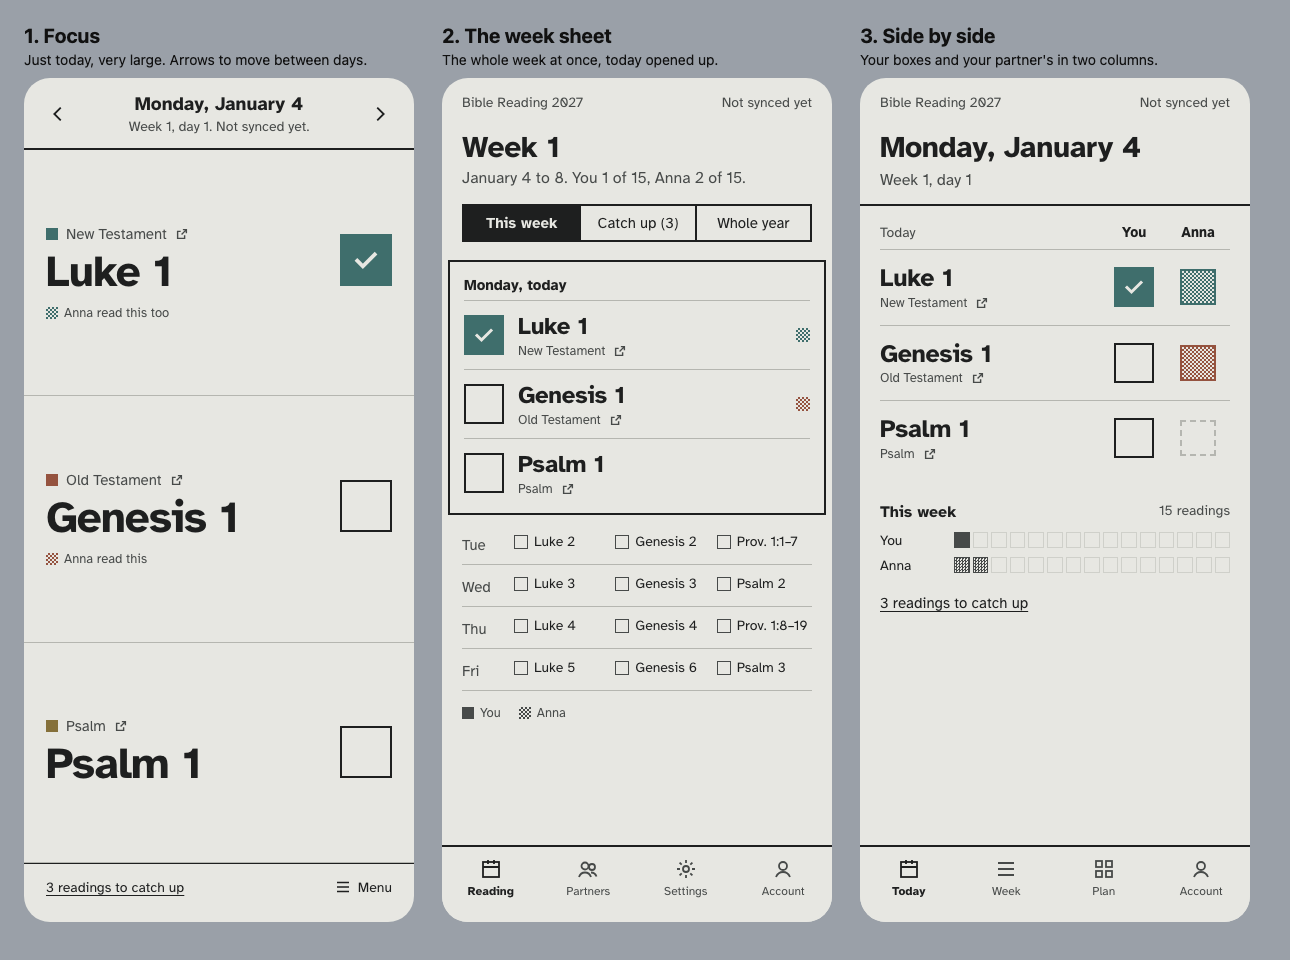 1. Focus
Just today, very large. Arrows to move between days.
Monday, January 4
Week 1, day 1. Not synced yet.
New Testament
Luke 1
Anna read this too
Old Testament
Genesis 1
Anna read this
Psalm
Psalm 1
3 readings to catch up
Menu
2. The week sheet
The whole week at once, today opened up.
Bible Reading 2027
Not synced yet
Week 1
January 4 to 8. You 1 of 15, Anna 2 of 15.
This week
Catch up (3)
Whole year
Monday, today
Luke 1
New Testament
Genesis 1
Old Testament
Psalm 1
Psalm
Tue Luke 2 Genesis 2 Prov. 1:1–7
Wed Luke 3 Genesis 3 Psalm 2
Thu Luke 4 Genesis 4 Prov. 1:8–19
Fri Luke 5 Genesis 6 Psalm 3
You Anna
Reading Partners Settings Account
3. Side by side
Your boxes and your partner's in two columns.
Bible Reading 2027
Not synced yet
Monday, January 4
Week 1, day 1
Today You Anna
Luke 1
New Testament
Genesis 1
Old Testament
Psalm 1
Psalm
This week 15 readings
You
Anna
3 readings to catch up
Today Week Plan Account